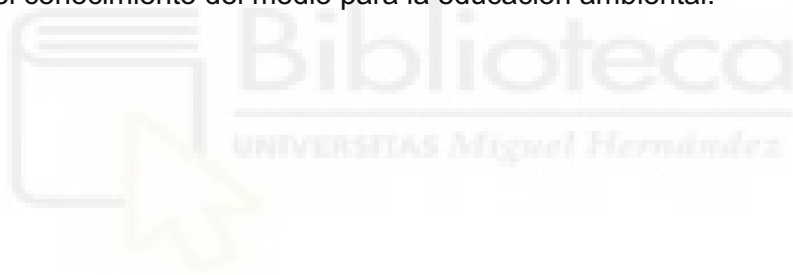 el conocimiento del medio para la educación ambiental.
Biblioteca
UNIVERSITAS Miguel Hernández